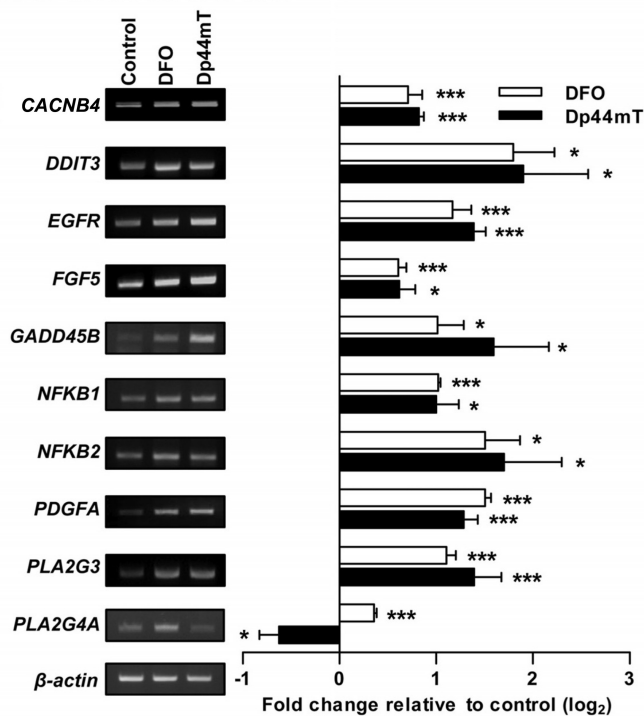 Control
DFO
Dp44mT
CACNB4
***
***
DFO
Dp44mT
DDIT3
*
*
EGFR
***
***
FGF5
***
*
GADD45B
*
*
NFKB1
***
*
NFKB2
*
*
PDGFA
***
***
PLA2G3
***
***
PLA2G4A
***
*
β-actin
-1 0 1 2 3
Fold change relative to control (log₂)